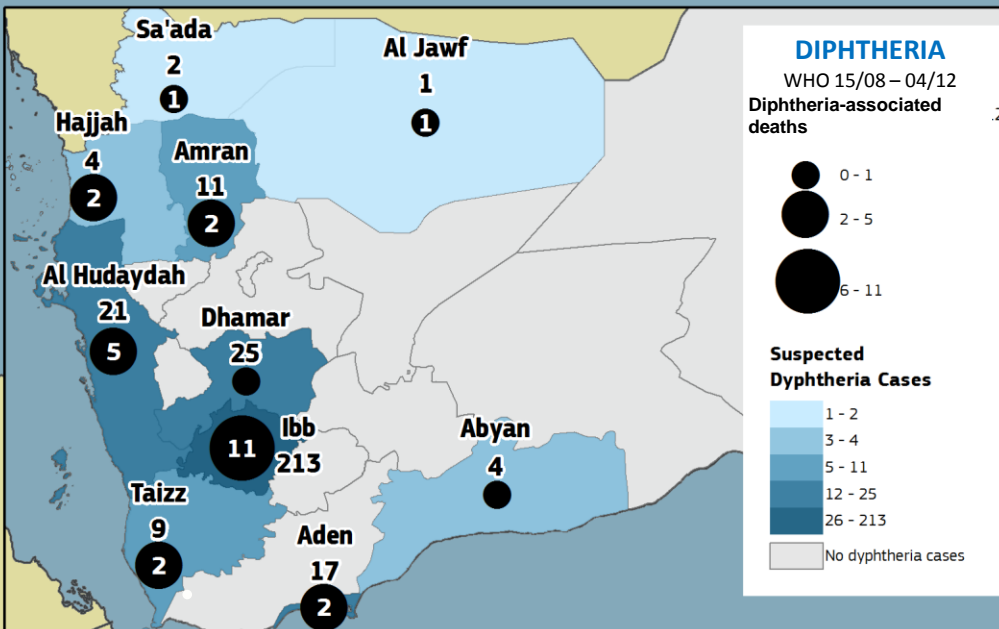 Sa'ada
2
1
Al Jawf
1
1
Hajjah
4
2
Amran
11
2
Al Hudaydah
21
5
Dhamar
25
Ibb
213
11
Abyan
4
Taizz
9
2
Aden
17
2
DIPHTHERIA
WHO 15/08 – 04/12
Diphtheria-associated
deaths
0 - 1
2 - 5
6 - 11
Suspected
Dyphtheria Cases
1 - 2
3 - 4
5 - 11
12 - 25
26 - 213
No dyphtheria cases